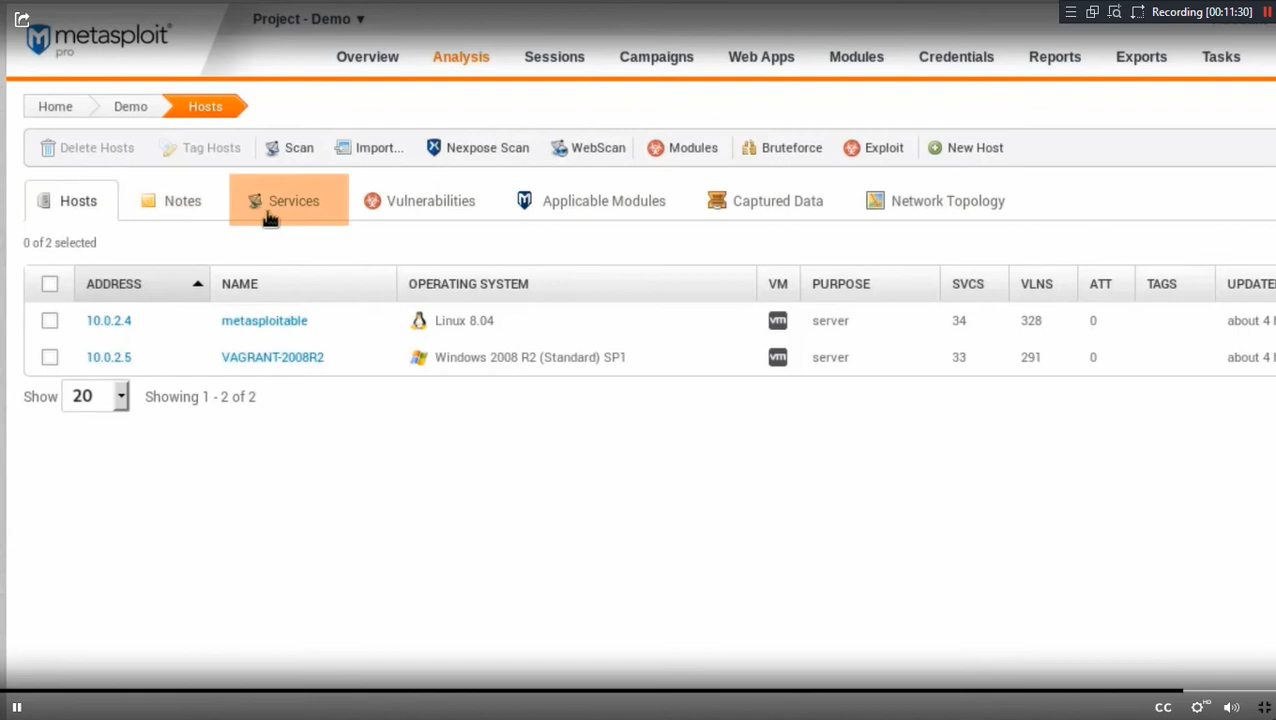 Project - Demo ▼
Recording [00:11:30]
metasploit®
pro
Overview Analysis Sessions Campaigns Web Apps Modules Credentials Reports Exports Tasks
Home Demo Hosts
Delete Hosts Tag Hosts Scan Import... Nexpose Scan WebScan Modules Bruteforce Exploit New Host
Hosts Notes Services Vulnerabilities Applicable Modules Captured Data Network Topology
0 of 2 selected
ADDRESS NAME OPERATING SYSTEM VM PURPOSE SVCS VLNS ATT TAGS
10.0.2.4 metasploitable Linux 8.04 vm server 34 328 0 about 4
10.0.2.5 VAGRANT-2008R2 Windows 2008 R2 (Standard) SP1 vm server 33 291 0 about 4
Show 20 Showing 1 - 2 of 2
CC HD